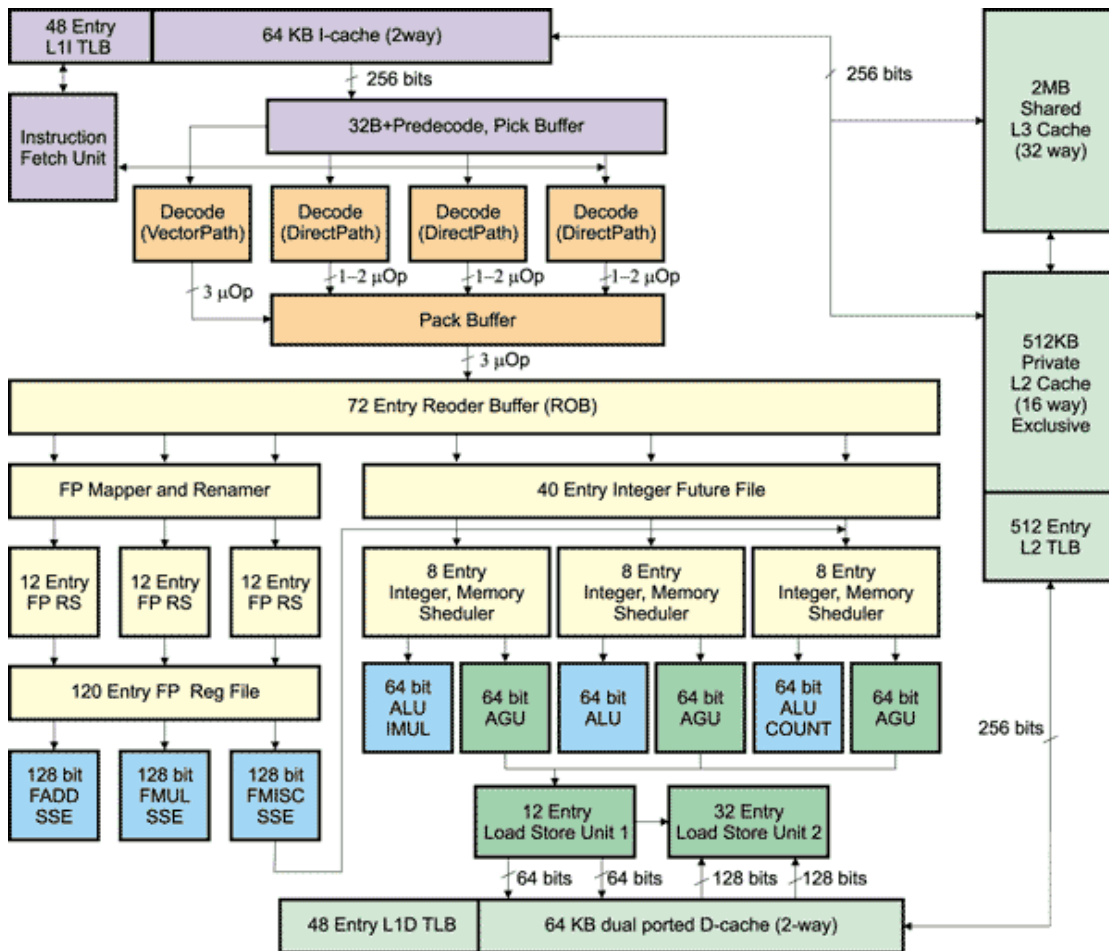 48 Entry
L1I TLB
64 KB I-cache (2way)
256 bits
256 bits
2MB
Shared
L3 Cache
(32 way)
Instruction
Fetch Unit
32B+Predecode, Pick Buffer
Decode
(VectorPath)
Decode
(DirectPath)
Decode
(DirectPath)
Decode
(DirectPath)
3 μOp
1–2 μOp
1–2 μOp
1–2 μOp
Pack Buffer
3 μOp
512KB
Private
L2 Cache
(16 way)
Exclusive
72 Entry Reoder Buffer (ROB)
FP Mapper and Renamer
40 Entry Integer Future File
512 Entry
L2 TLB
12 Entry
FP RS
12 Entry
FP RS
12 Entry
FP RS
8 Entry
Integer, Memory
Sheduler
8 Entry
Integer, Memory
Sheduler
8 Entry
Integer, Memory
Sheduler
120 Entry FP Reg File
64 bit
ALU
IMUL
64 bit
AGU
64 bit
ALU
64 bit
AGU
64 bit
ALU
COUNT
64 bit
AGU
256 bits
128 bit
FADD
SSE
128 bit
FMUL
SSE
128 bit
FMISC
SSE
12 Entry
Load Store Unit 1
32 Entry
Load Store Unit 2
64 bits
64 bits
128 bits
128 bits
48 Entry L1D TLB
64 KB dual ported D-cache (2-way)